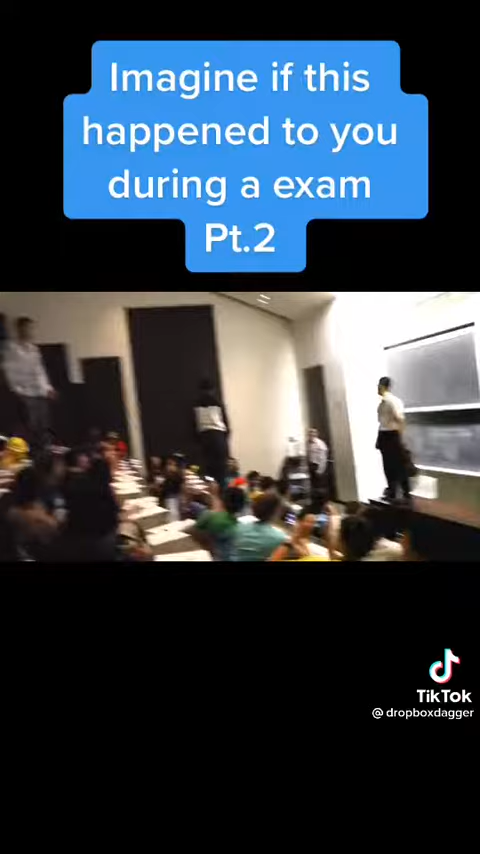 Imagine if this
happened to you
during a exam
Pt.2
TikTok
@dropboxdagger